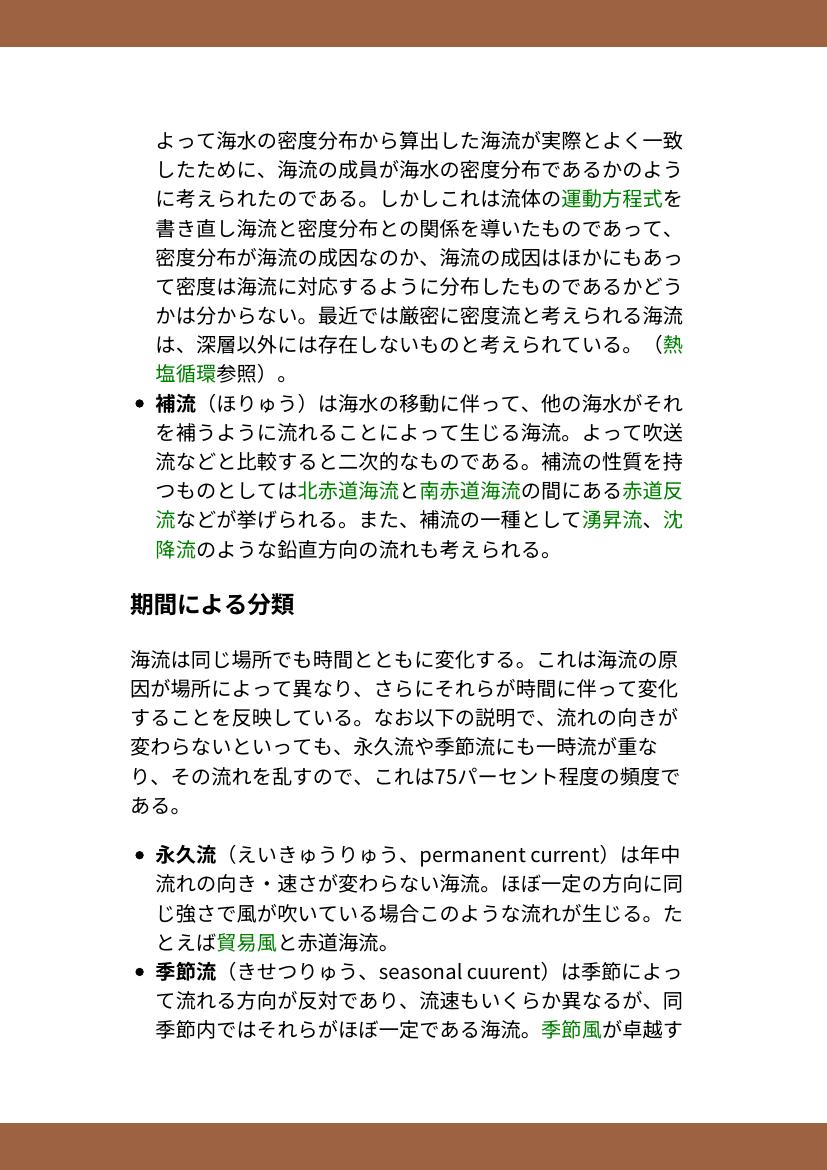 よって海水の密度分布から算出した海流が実際とよく一致
したために、海流の成員が海水の密度分布であるかのよう
に考えられたのである。しかしこれは流体の運動方程式を
書き直し海流と密度分布との関係を導いたものであって、
密度分布が海流の成因なのか、海流の成因はほかにもあっ
て密度は海流に対応するように分布したものであるかどう
かは分からない。最近では厳密に密度流と考えられる海流
は、深層以外には存在しないものと考えられている。（熱
塩循環参照）。
• 補流（ほりゅう）は海水の移動に伴って、他の海水がそれ
を補うように流れることによって生じる海流。よって吹送
流などと比較すると二次的なものである。補流の性質を持
つものとしては北赤道海流と南赤道海流の間にある赤道反
流などが挙げられる。また、補流の一種として湧昇流、沈
降流のような鉛直方向の流れも考えられる。
期間による分類
海流は同じ場所でも時間とともに変化する。これは海流の原
因が場所によって異なり、さらにそれらが時間に伴って変化
することを反映している。なお以下の説明で、流れの向きが
変わらないといっても、永久流や季節流にも一時流が重な
り、その流れを乱すので、これは75パーセント程度の頻度で
ある。
• 永久流（えいきゅうりゅう、permanent current）は年中
流れの向き・速さが変わらない海流。ほぼ一定の方向に同
じ強さで風が吹いている場合このような流れが生じる。た
とえば貿易風と赤道海流。
• 季節流（きせつりゅう、seasonal cuurent）は季節によっ
て流れる方向が反対であり、流速もいくらか異なるが、同
季節内ではそれらがほぼ一定である海流。季節風が卓越す